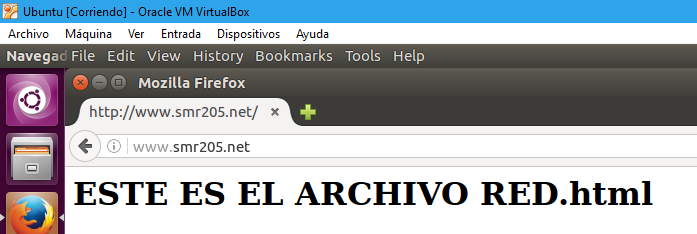 Ubuntu [Corriendo] - Oracle VM VirtualBox
Archivo Máquina Ver Entrada Dispositivos Ayuda
Navegad File Edit View History Bookmarks Tools Help
Mozilla Firefox
http://www.smr205.net/
www.smr205.net
ESTE ES EL ARCHIVO RED.html